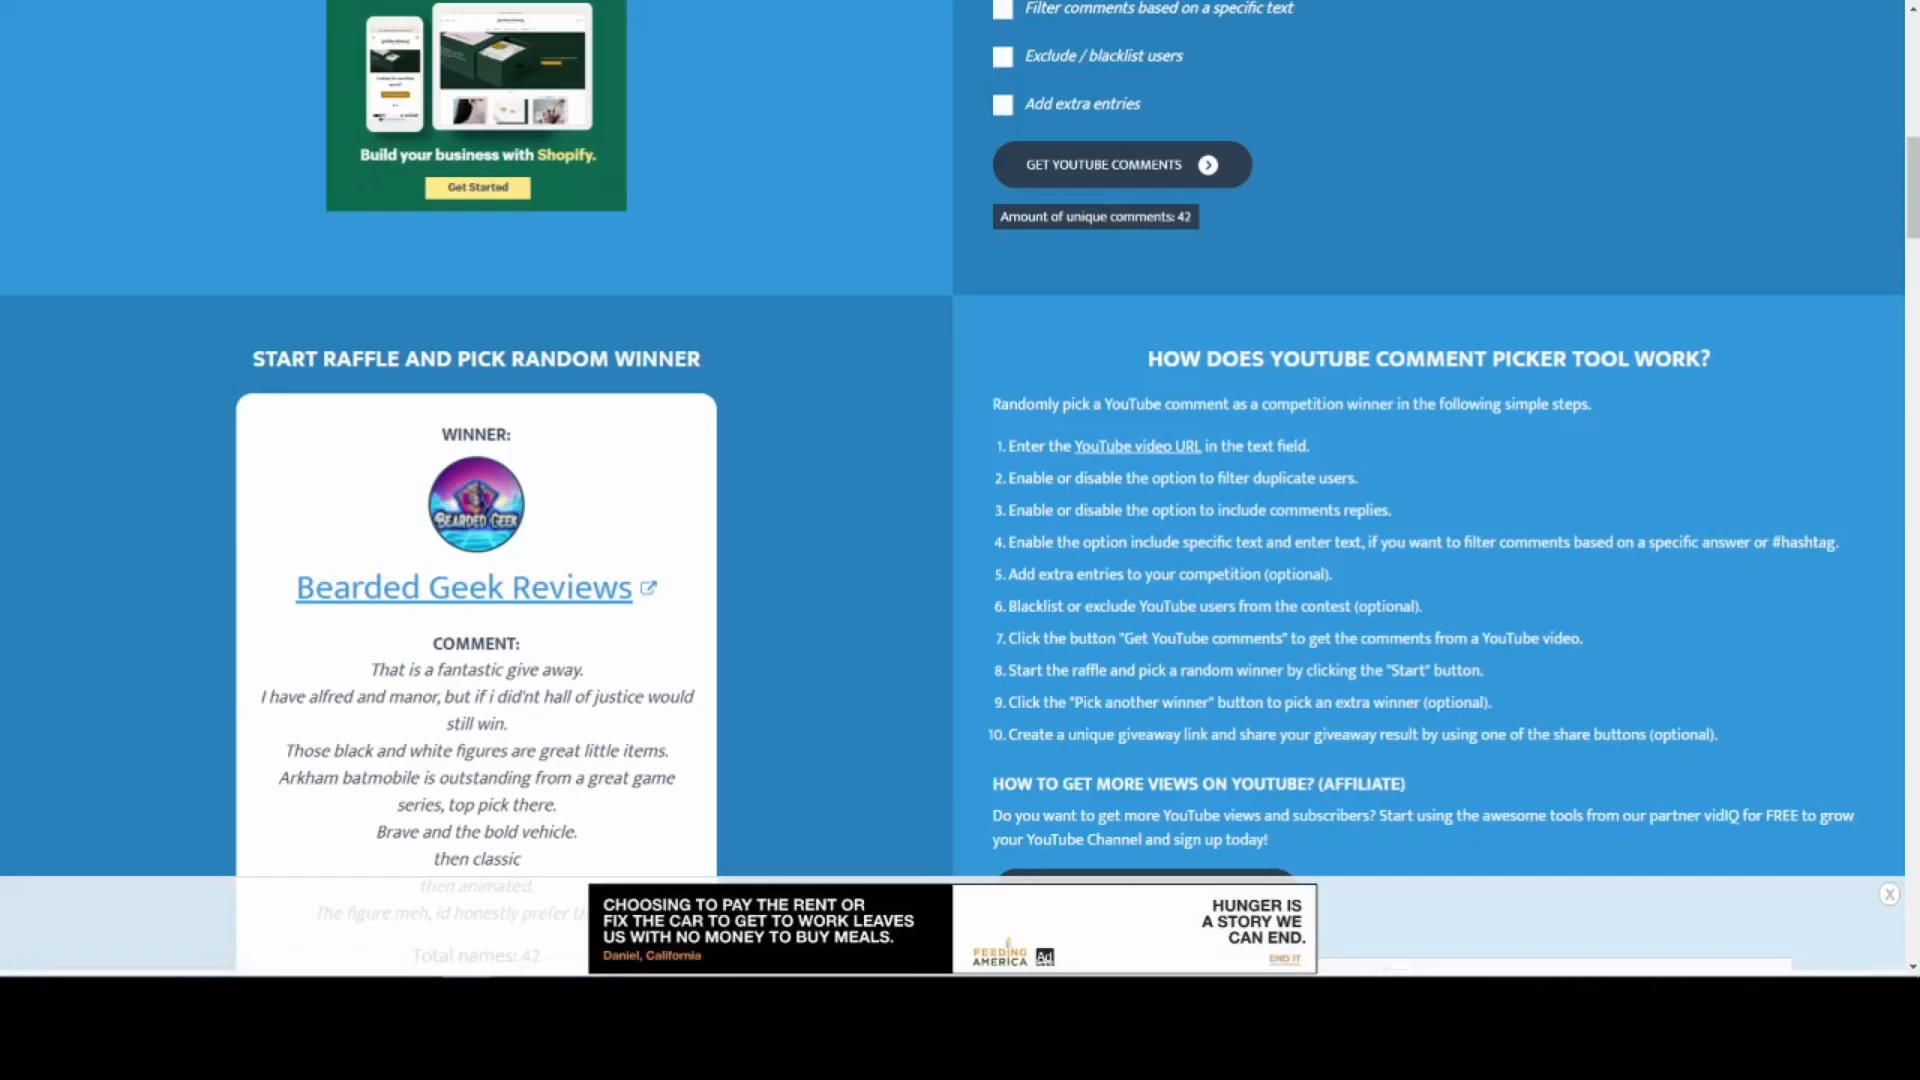 Build your business with Shopify.
Get Started
Filter comments based on a specific text
Exclude / blacklist users
Add extra entries
GET YOUTUBE COMMENTS
Amount of unique comments: 42
START RAFFLE AND PICK RANDOM WINNER
WINNER:
BEARDED GEEK
Bearded Geek Reviews
COMMENT:
That is a fantastic give away.
I have alfred and manor, but if i did'nt hall of justice would
still win.
Those black and white figures are great little items.
Arkham batmobile is outstanding from a great game
series, top pick there.
Brave and the bold vehicle.
then classic
then animated.
The figure meh, id honestly prefer
Total names: 42
HOW DOES YOUTUBE COMMENT PICKER TOOL WORK?
Randomly pick a YouTube comment as a competition winner in the following simple steps.
1. Enter the YouTube video URL in the text field.
2. Enable or disable the option to filter duplicate users.
3. Enable or disable the option to include comments replies.
4. Enable the option include specific text and enter text, if you want to filter comments based on a specific answer or #hashtag.
5. Add extra entries to your competition (optional).
6. Blacklist or exclude YouTube users from the contest (optional).
7. Click the button "Get YouTube comments" to get the comments from a YouTube video.
8. Start the raffle and pick a random winner by clicking the "Start" button.
9. Click the "Pick another winner" button to pick an extra winner (optional).
10. Create a unique giveaway link and share your giveaway result by using one of the share buttons (optional).
HOW TO GET MORE VIEWS ON YOUTUBE? (AFFILIATE)
Do you want to get more YouTube views and subscribers? Start using the awesome tools from our partner vidIQ for FREE to grow
your YouTube Channel and sign up today!
CHOOSING TO PAY THE RENT OR
FIX THE CAR TO GET TO WORK LEAVES
US WITH NO MONEY TO BUY MEALS.
Daniel, California
HUNGER IS
A STORY WE
CAN END.
FEEDING
AMERICA
Ad
END IT
X